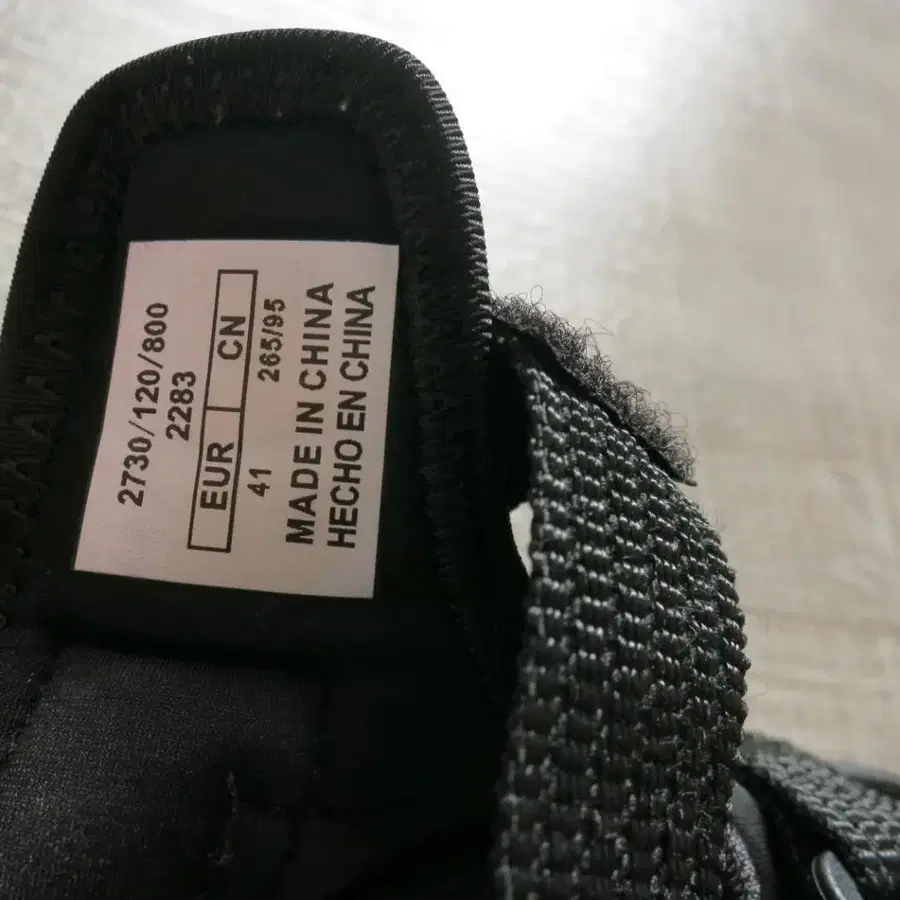 2730/120/800
2283
EUR CN
41 265/95
MADE IN CHINA
HECHO EN CHINA